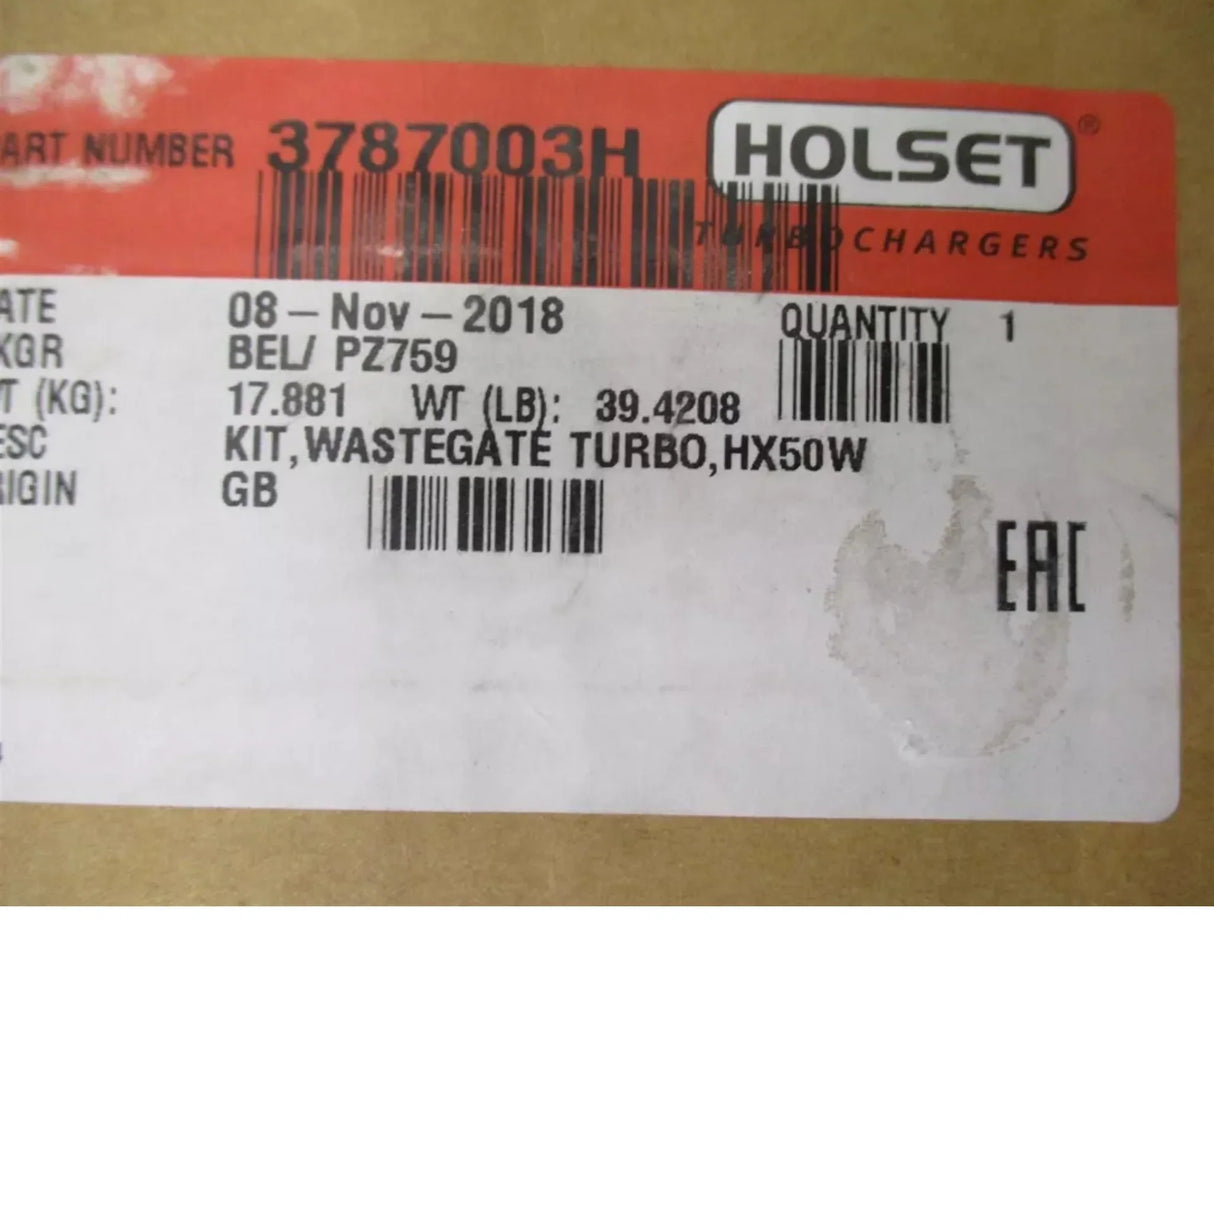 ART NUMBER 3787003H HOLSET ®
TURBOCHARGERS
ATE 08-Nov-2018 QUANTITY 1
KGR BEL/ PZ759
T (KG): 17.881 WT (LB): 39.4208
ESC KIT,WASTEGATE TURBO,HX50W
IGIN GB
EAC